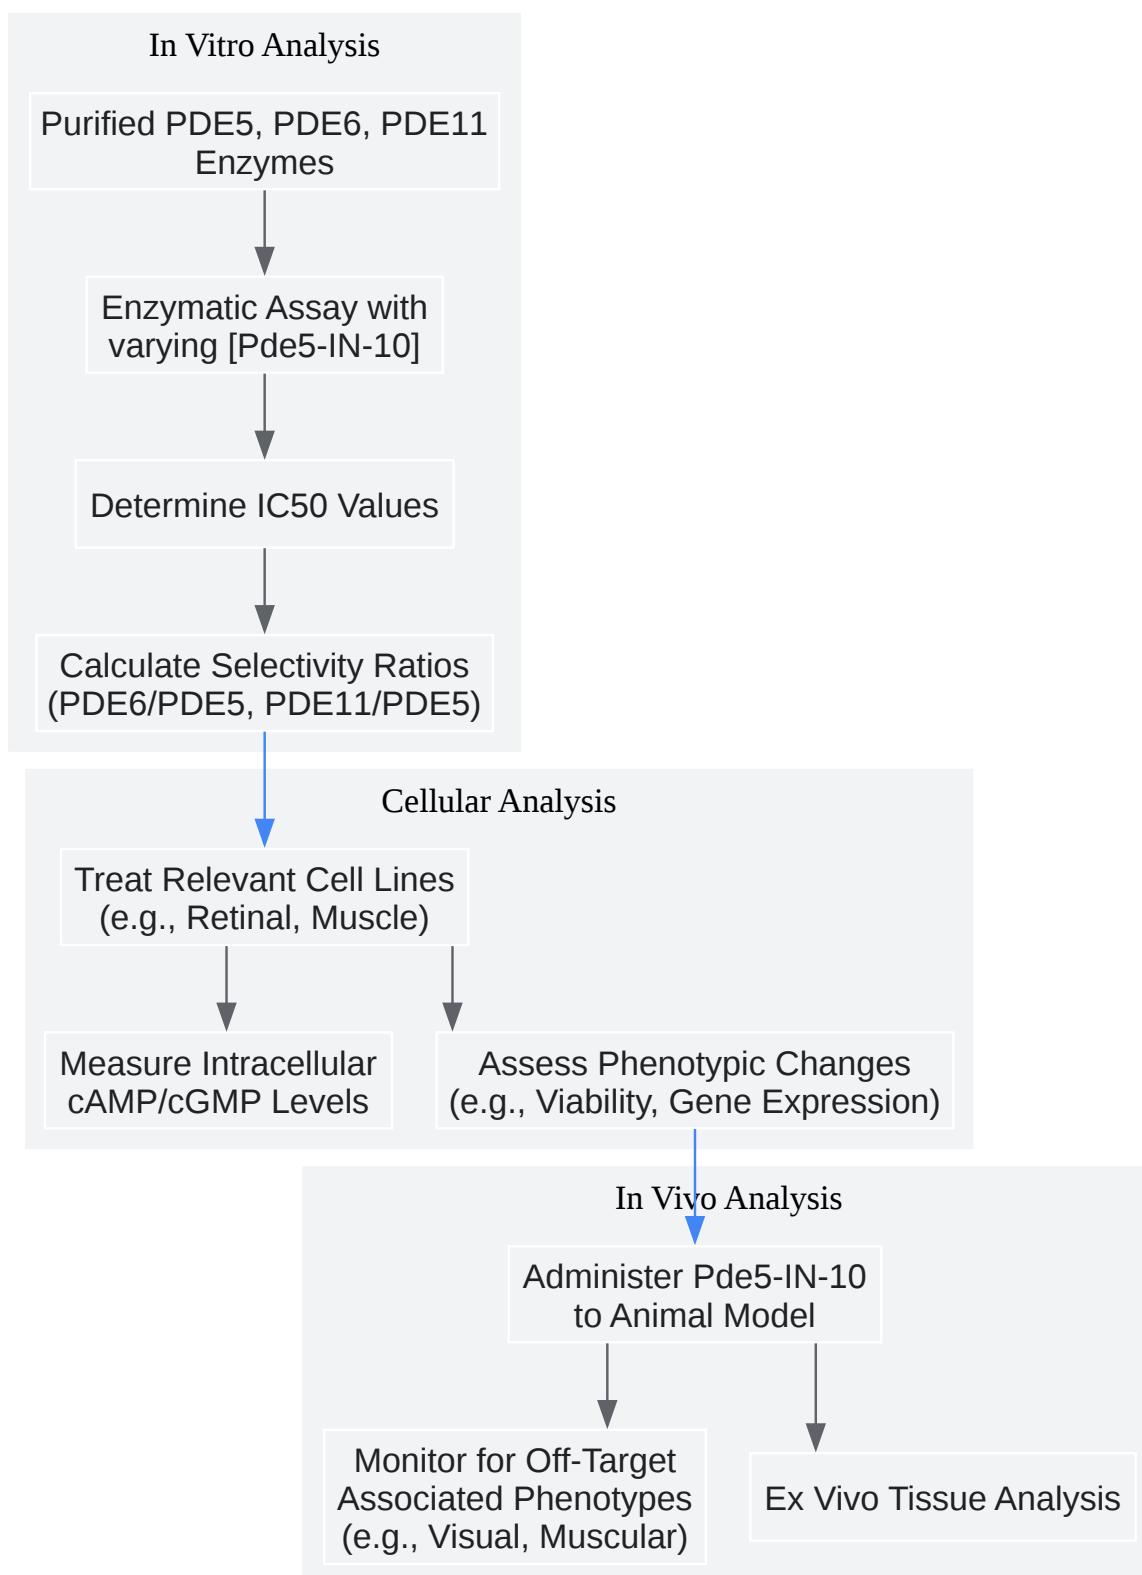 In Vitro Analysis
Purified PDE5, PDE6, PDE11
Enzymes
Enzymatic Assay with
varying [Pde5-IN-10]
Determine IC50 Values
Calculate Selectivity Ratios
(PDE6/PDE5, PDE11/PDE5)
Cellular Analysis
Treat Relevant Cell Lines
(e.g., Retinal, Muscle)
Measure Intracellular
cAMP/cGMP Levels
Assess Phenotypic Changes
(e.g., Viability, Gene Expression)
In Vivo Analysis
Administer Pde5-IN-10
to Animal Model
Monitor for Off-Target
Associated Phenotypes
(e.g., Visual, Muscular)
Ex Vivo Tissue Analysis